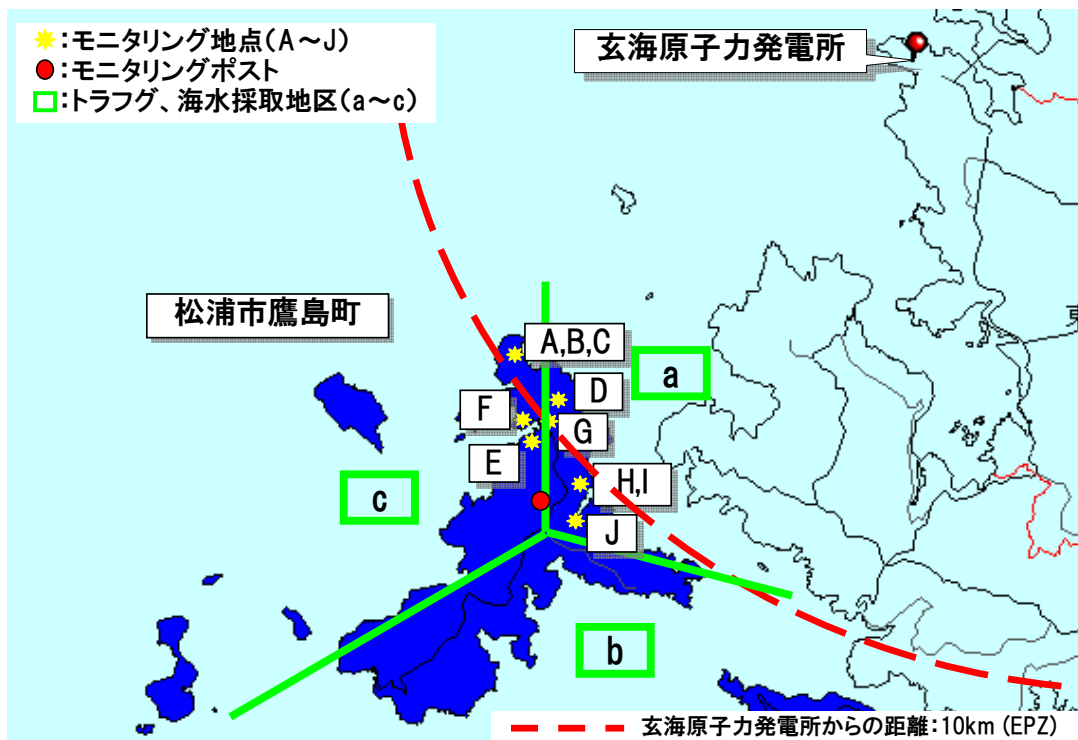 ：モニタリング地点（A～J）
：モニタリングポスト
：トラフグ、海水採取地区（a～c）
玄海原子力発電所
松浦市鷹島町
A,B,C
a
D
F
G
E
H,I
c
J
b
東
玄海原子力発電所からの距離：10km (EPZ)